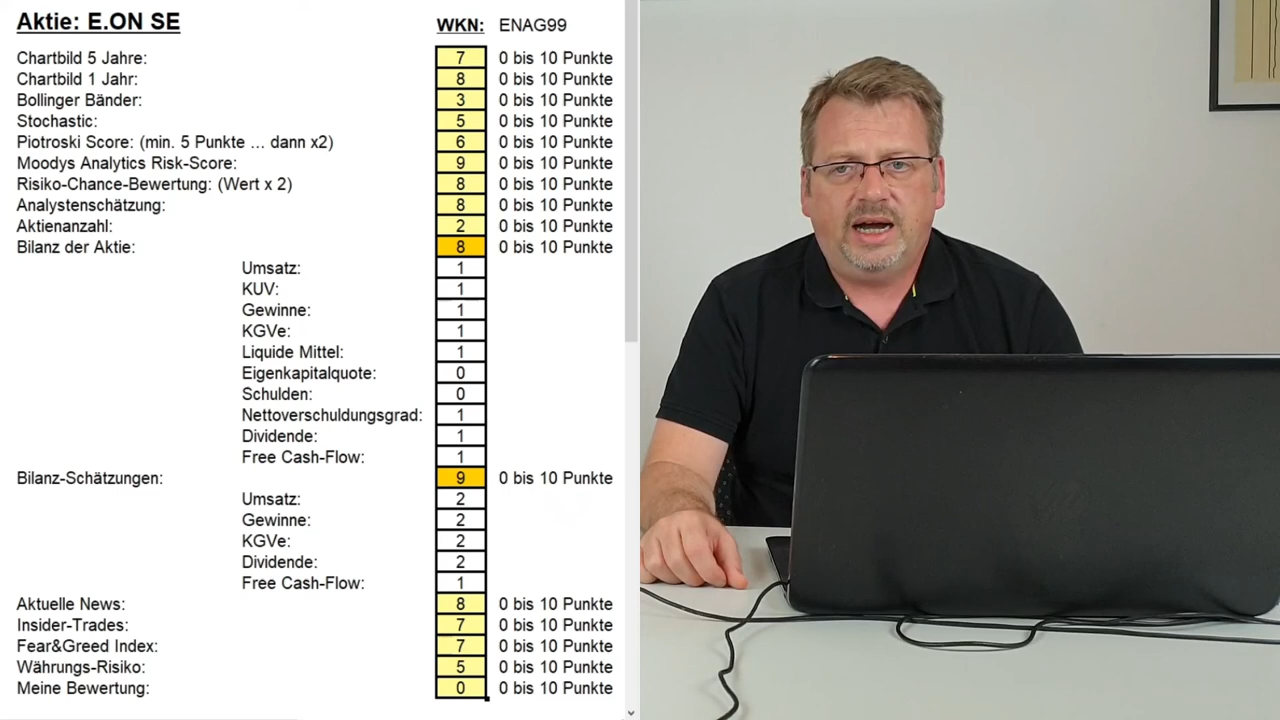 Aktie: E.ON SE WKN: ENAG99
Chartbild 5 Jahre: 7 0 bis 10 Punkte
Chartbild 1 Jahr: 8 0 bis 10 Punkte
Bollinger Bänder: 3 0 bis 10 Punkte
Stochastic: 5 0 bis 10 Punkte
Piotroski Score: (min. 5 Punkte ... dann x2) 6 0 bis 10 Punkte
Moodys Analytics Risk-Score: 9 0 bis 10 Punkte
Risiko-Chance-Bewertung: (Wert x 2) 8 0 bis 10 Punkte
Analystenschätzung: 8 0 bis 10 Punkte
Aktienanzahl: 2 0 bis 10 Punkte
Bilanz der Aktie: 8 0 bis 10 Punkte
Umsatz: 1
KUV: 1
Gewinne: 1
KGVe: 1
Liquide Mittel: 1
Eigenkapitalquote: 0
Schulden: 0
Nettoverschuldungsgrad: 1
Dividende: 1
Free Cash-Flow: 1
Bilanz-Schätzungen: 9 0 bis 10 Punkte
Umsatz: 2
Gewinne: 2
KGVe: 2
Dividende: 2
Free Cash-Flow: 1
Aktuelle News: 8 0 bis 10 Punkte
Insider-Trades: 7 0 bis 10 Punkte
Fear&Greed Index: 7 0 bis 10 Punkte
Währungs-Risiko: 5 0 bis 10 Punkte
Meine Bewertung: 0 0 bis 10 Punkte